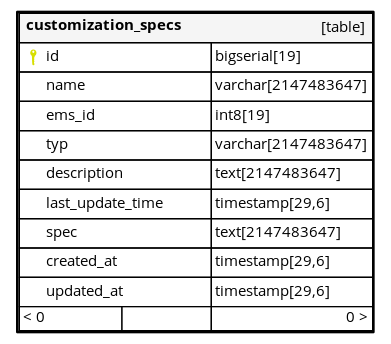 customization_specs [table]
id bigserial[19]
name varchar[2147483647]
ems_id int8[19]
typ varchar[2147483647]
description text[2147483647]
last_update_time timestamp[29,6]
spec text[2147483647]
created_at timestamp[29,6]
updated_at timestamp[29,6]
< 0 0 >